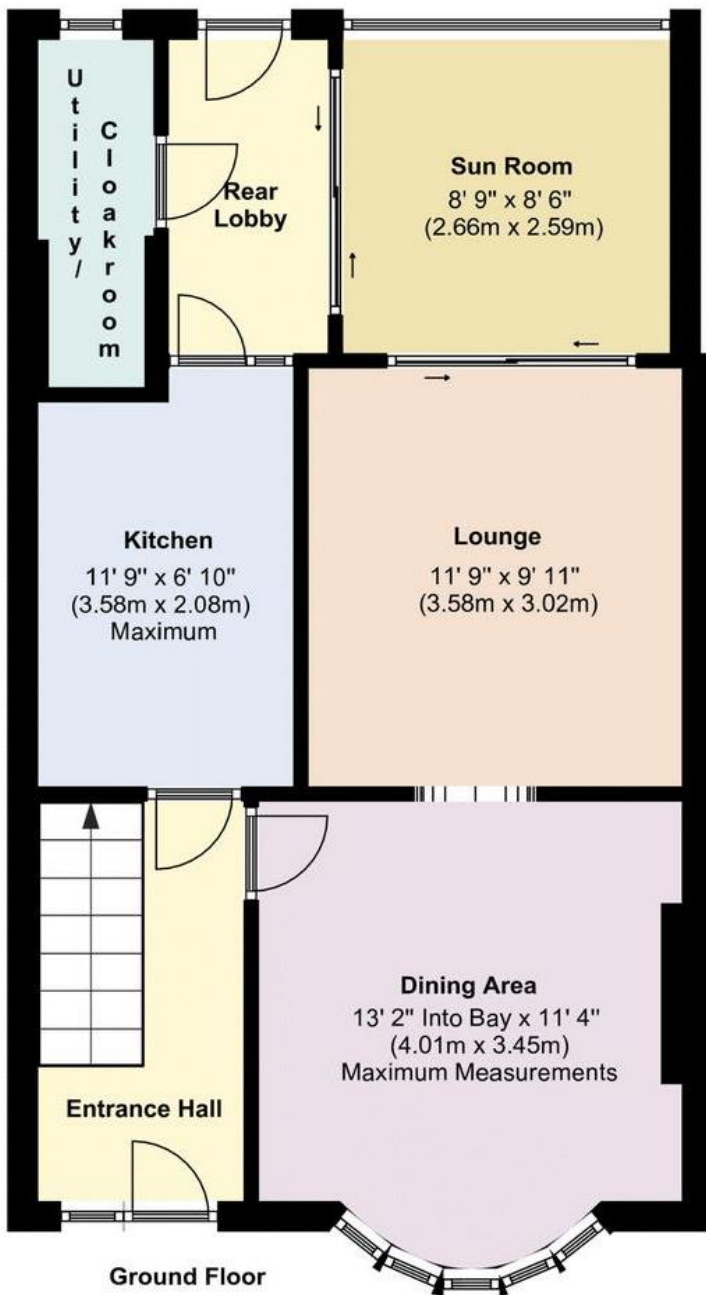 Utility/
Cloakroom
Rear
Lobby
Sun Room
8' 9" x 8' 6"
(2.66m x 2.59m)
Kitchen
11' 9" x 6' 10"
(3.58m x 2.08m)
Maximum
Lounge
11' 9" x 9' 11"
(3.58m x 3.02m)
Dining Area
13' 2" Into Bay x 11' 4"
(4.01m x 3.45m)
Maximum Measurements
Entrance Hall
Ground Floor